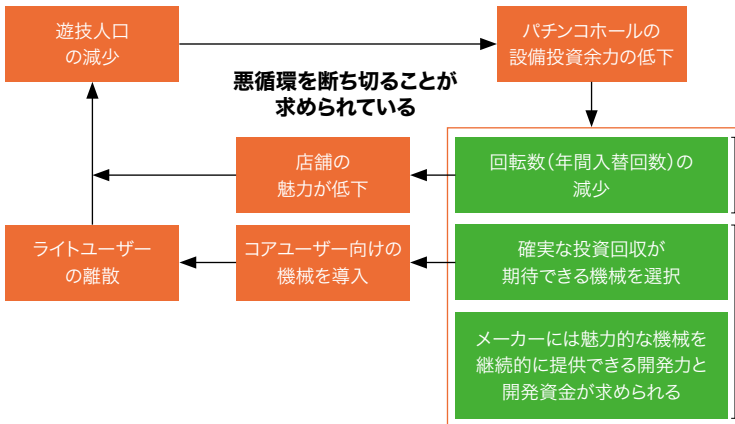 遊技人口
の減少
パチンコホールの
設備投資余力の低下
悪循環を断ち切ることが
求められている
店舗の
魅力が低下
回転数（年間入替回数）の
減少
ライトユーザー
の離散
コアユーザー向けの
機械を導入
確実な投資回収が
期待できる機械を選択
メーカーには魅力的な機械を
継続的に提供できる開発力と
開発資金が求められる